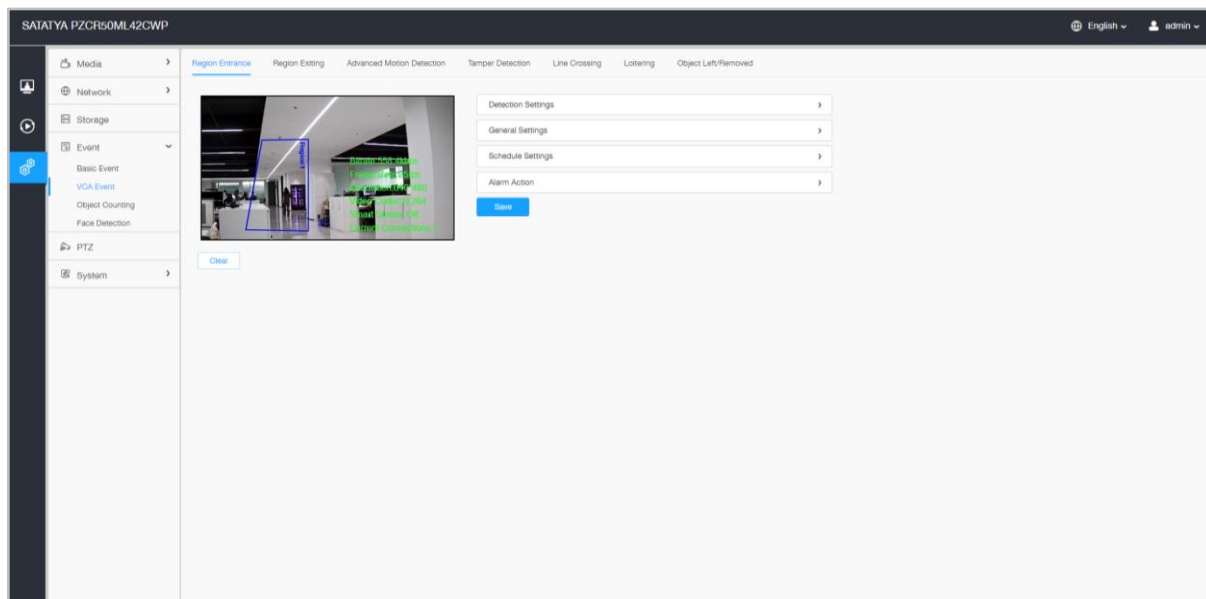 SATATYA PZCR50ML42CWP
English
admin
Media
Network
Storage
Event
Basic Event
VCA Event
Object Counting
Face Detection
PTZ
System
Region Entrance Region Exiting Advanced Motion Detection Tamper Detection Line Crossing Loitering Object Left/Removed
Region 1
Detection Settings
General Settings
Schedule Settings
Alarm Action
Save
Clear